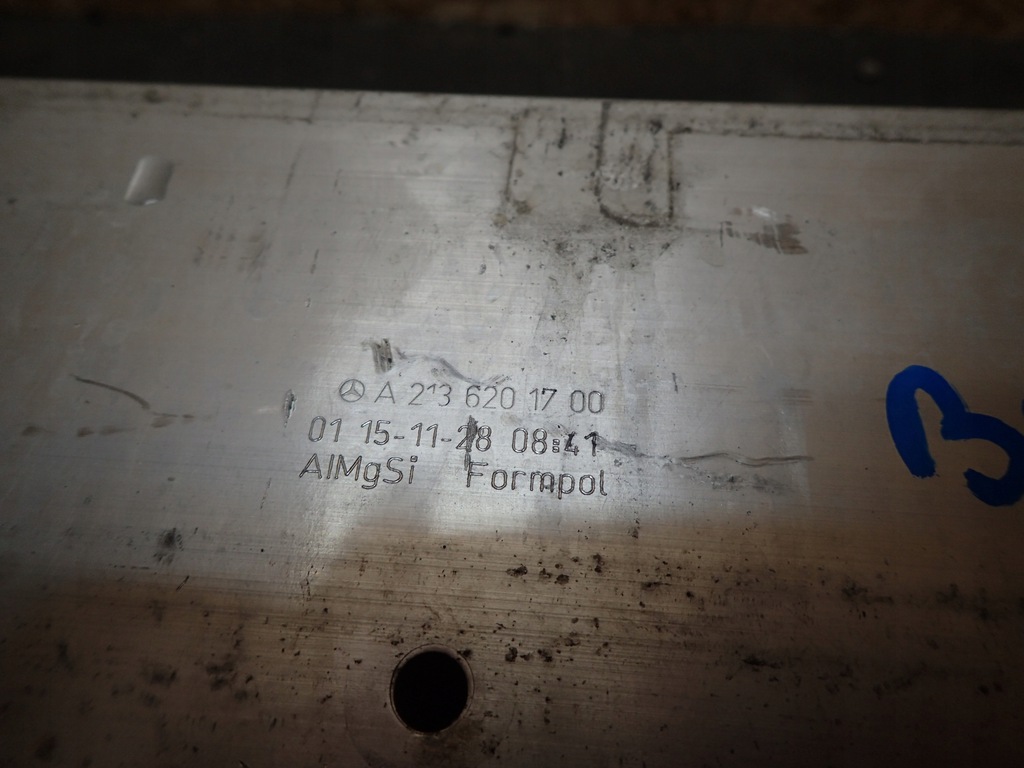 A 213 620 17 00
01 15-11-28 08:41
AlMgSi Formpol
B